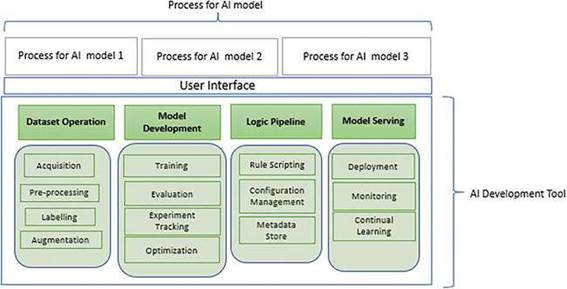 Process for AI model
Process for AI model 1
Process for AI model 2
Process for AI model 3
User Interface
Dataset Operation
Acquisition
Pre-processing
Labelling
Augmentation
Model
Development
Training
Evaluation
Experiment
Tracking
Optimization
Logic Pipeline
Rule Scripting
Configuration
Management
Metadata
Store
Model Serving
Deployment
Monitoring
Continual
Learning
AI Development Tool